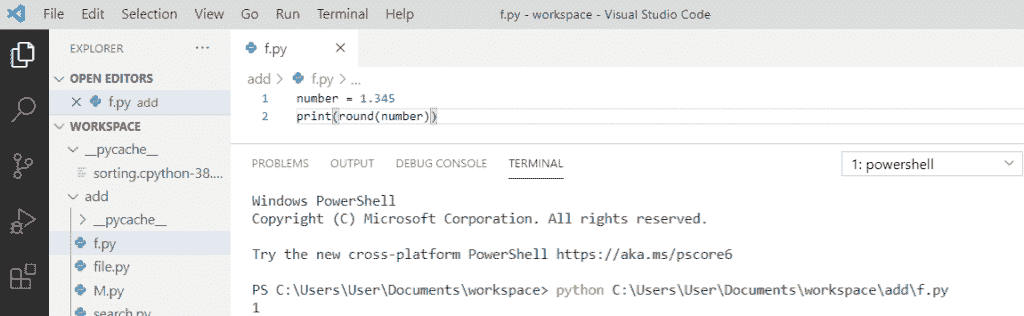 File Edit Selection View Go Run Terminal Help f.py - workspace - Visual Studio Code
EXPLORER ...
OPEN EDITORS
f.py add
WORKSPACE
__pycache__
sorting.cpython-38....
add
__pycache__
f.py
file.py
M.py
search.py
f.py
add > f.py > ...
1 number = 1.345
2 print(round(number))
PROBLEMS OUTPUT DEBUG CONSOLE TERMINAL 1: powershell
Windows PowerShell
Copyright (C) Microsoft Corporation. All rights reserved.
Try the new cross-platform PowerShell https://aka.ms/pscore6
PS C:\Users\User\Documents\workspace> python C:\Users\User\Documents\workspace\add\f.py
1